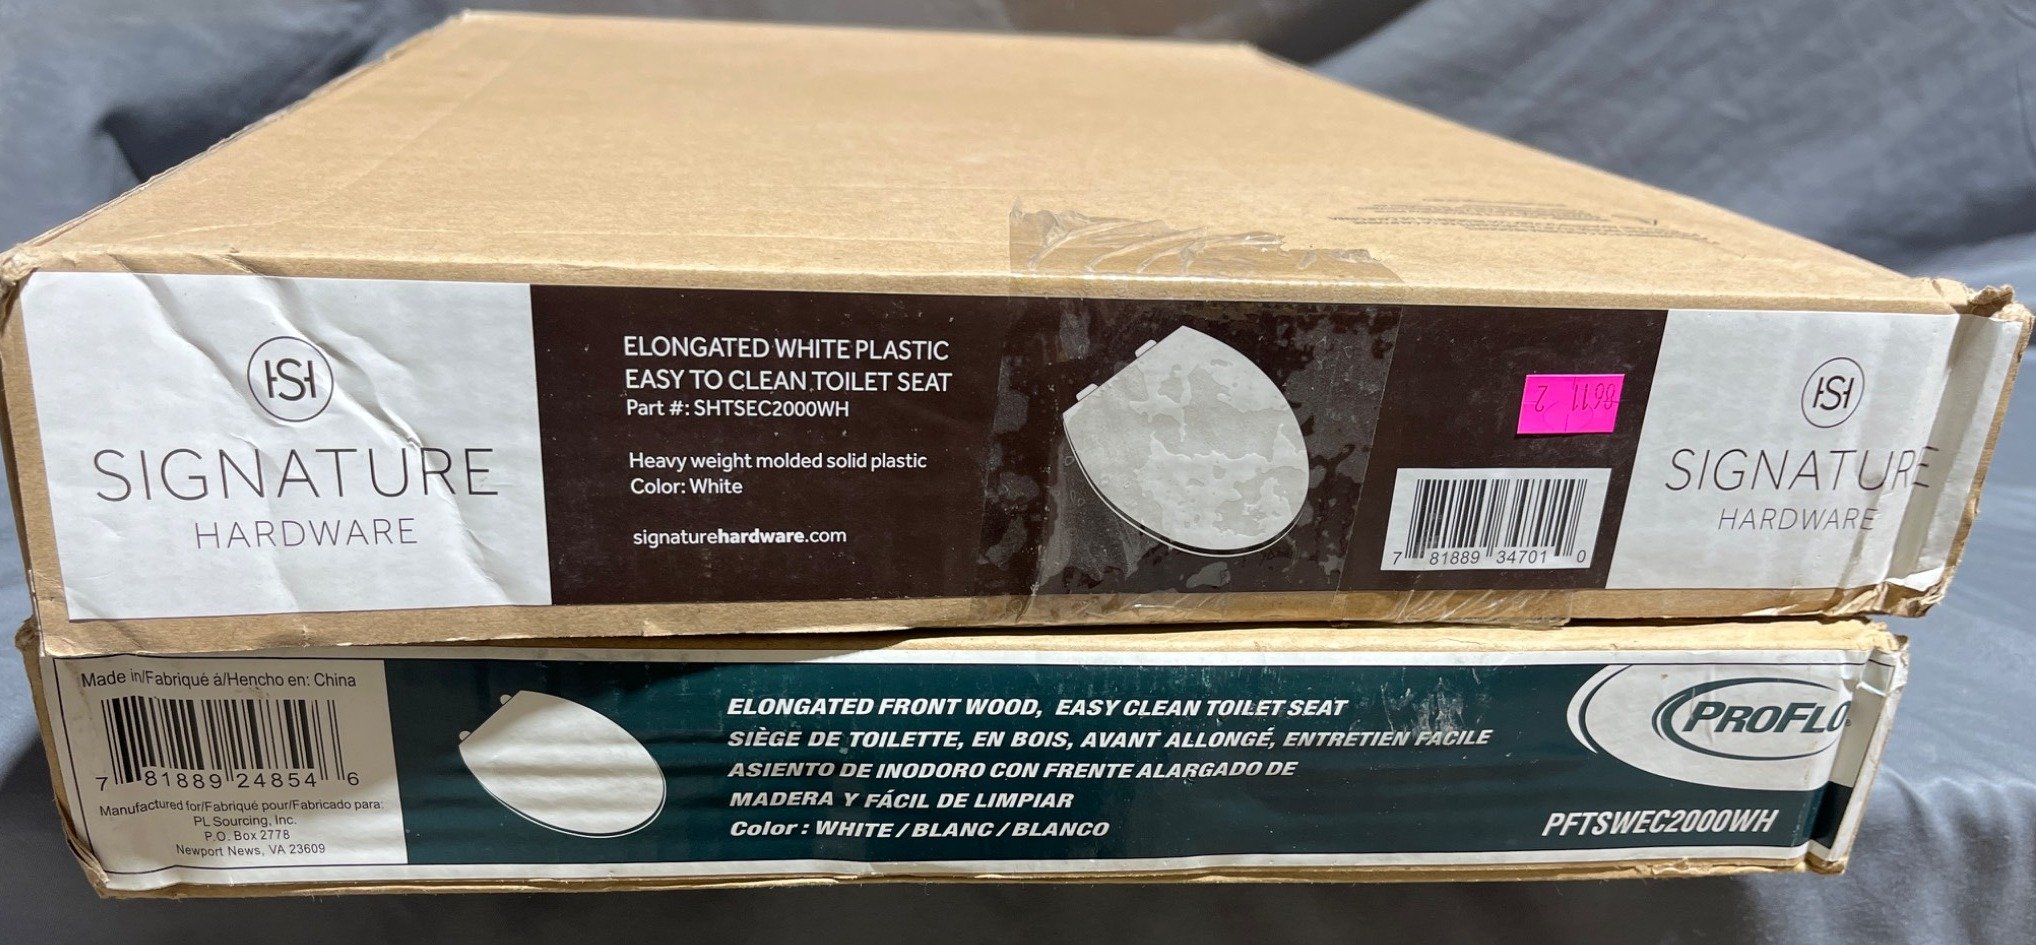 SIGNATURE
HARDWARE
ELONGATED WHITE PLASTIC
EASY TO CLEAN TOILET SEAT
Part #: SHTSEC2000WH
Heavy weight molded solid plastic
Color: White
signaturehardware.com
8611 2
7 81889 34701 0
SIGNATURE
HARDWARE
Made in/Fabriqué á/Hencho en: China
7 81889 24854 6
Manufactured for/Fabriqué pour/Fabricado para:
PL Sourcing, Inc.
P.O. Box 2778
Newport News, VA 23609
ELONGATED FRONT WOOD, EASY CLEAN TOILET SEAT
SIÈGE DE TOILETTE, EN BOIS, AVANT ALLONGÉ, ENTRETIEN FACILE
ASIENTO DE INODORO CON FRENTE ALARGADO DE
MADERA Y FÁCIL DE LIMPIAR
Color : WHITE / BLANC / BLANCO
PROFLO
PFTSWEC2000WH